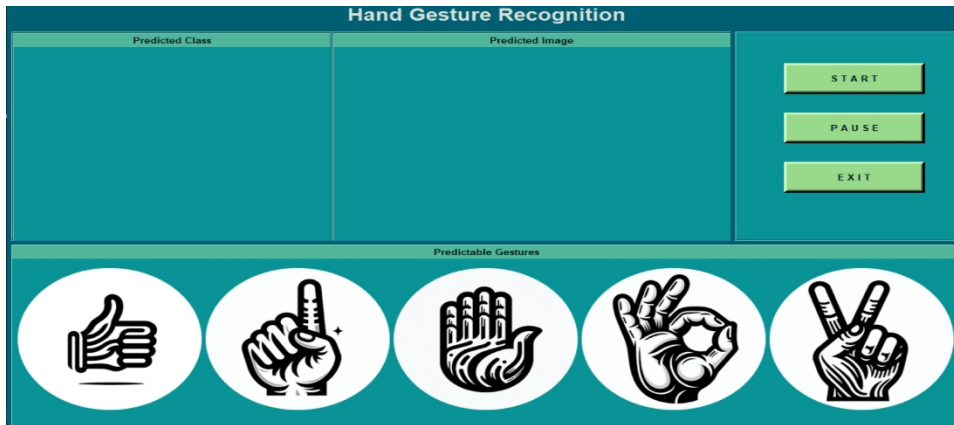 Hand Gesture Recognition
Predicted Class
Predicted Image
START
PAUSE
EXIT
Predictable Gestures